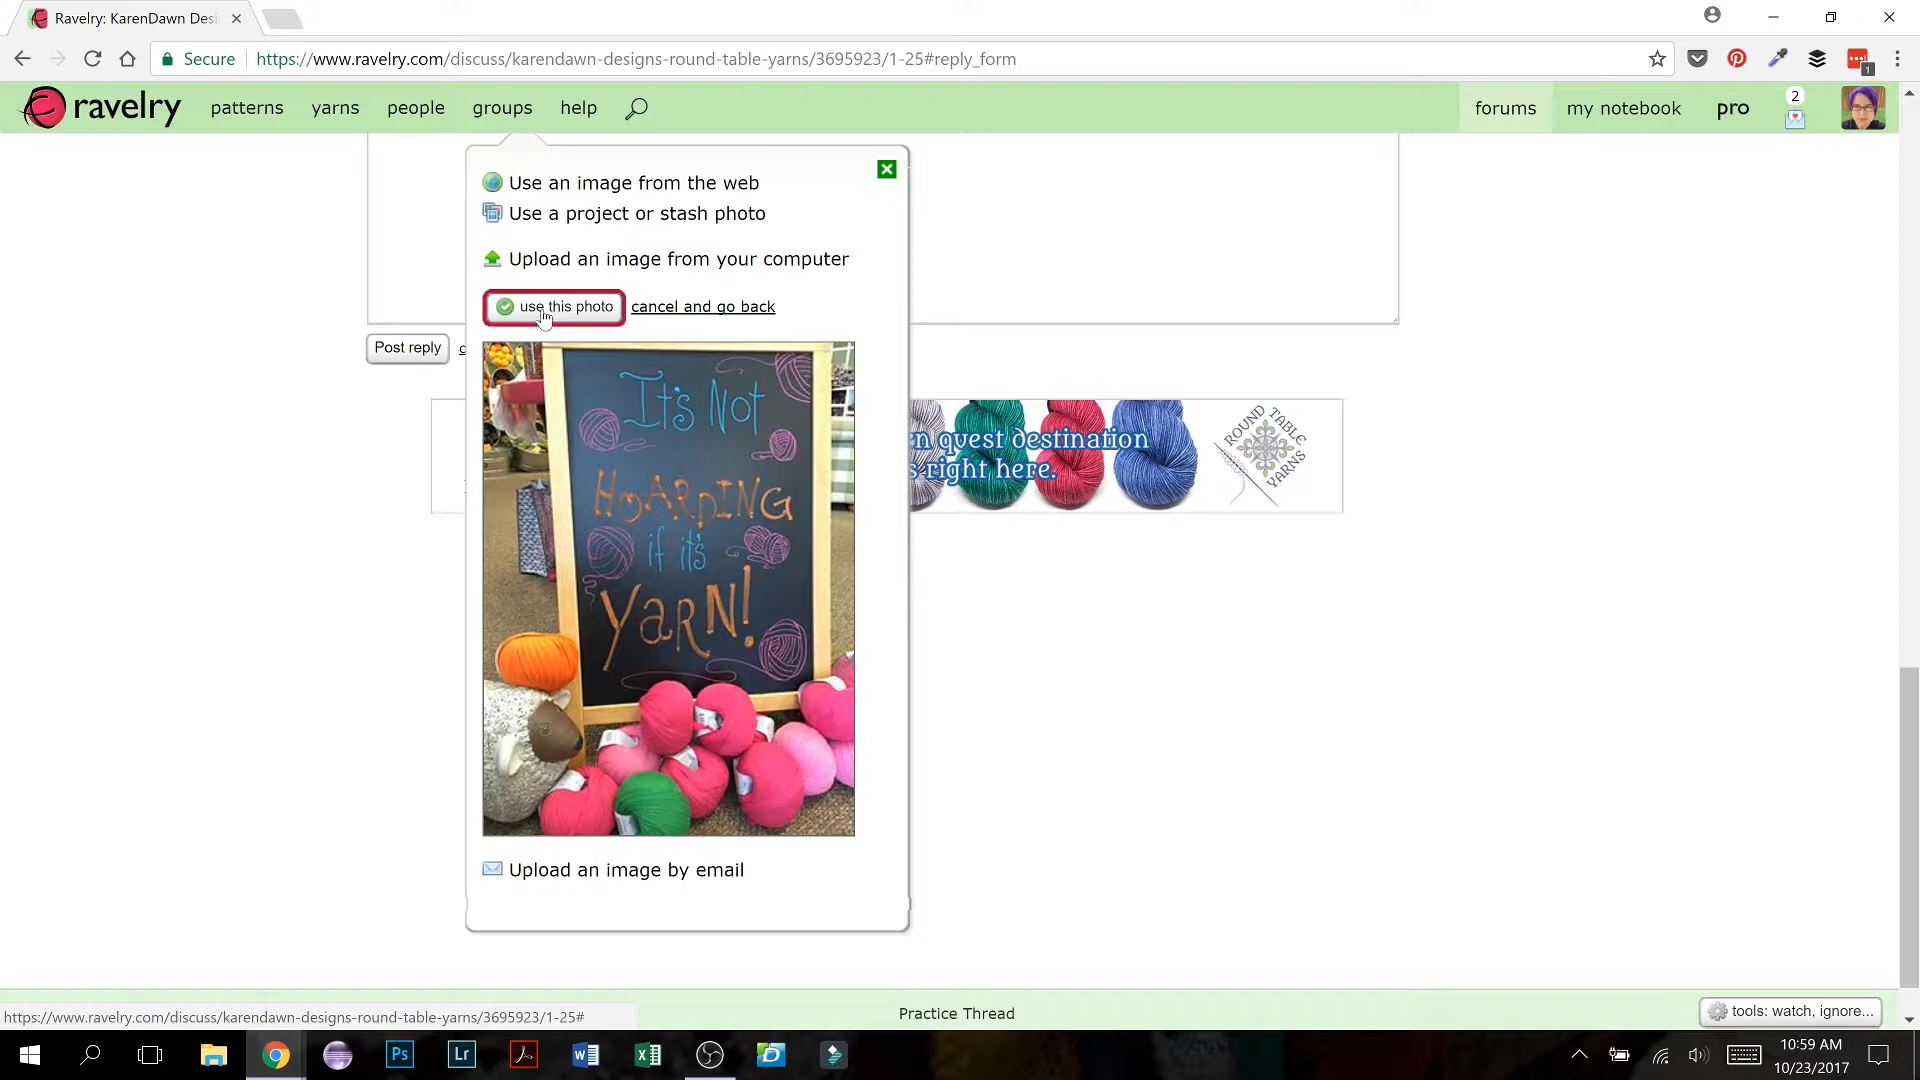 Ravelry: KarenDawn Desi
Secure
https://www.ravelry.com/discuss/karendawn-designs-round-table-yarns/3695923/1-25#reply_form
1
ravelry
patterns
yarns
people
groups
help
forums
my notebook
pro
2
Use an image from the web
Use a project or stash photo
Upload an image from your computer
use this photo
cancel and go back
Post reply
It's Not
HOARDING
if it's
YARN!
n quest destination
s right here.
ROUND TABLE
YARNS
Upload an image by email
https://www.ravelry.com/discuss/karendawn-designs-round-table-yarns/3695923/1-25#
Practice Thread
tools: watch, ignore...
Ps
Lr
10:59 AM
10/23/2017